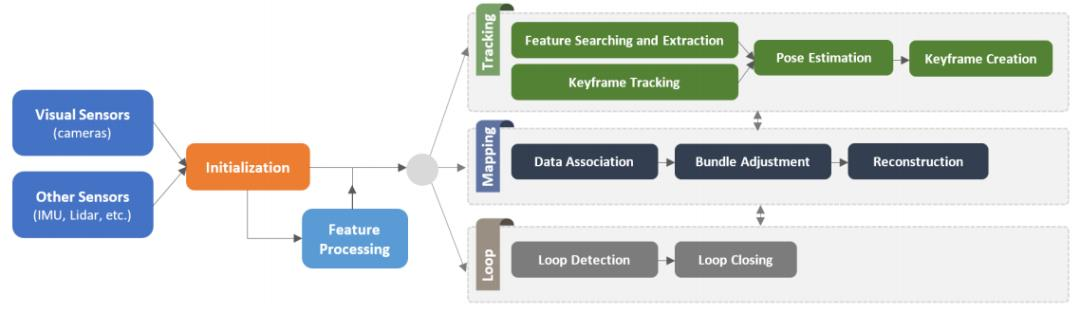 Visual Sensors
(cameras)
Other Sensors
(IMU, Lidar, etc.)
Initialization
Feature
Processing
Tracking
Feature Searching and Extraction
Keyframe Tracking
Pose Estimation
Keyframe Creation
Mapping
Data Association
Bundle Adjustment
Reconstruction
Loop
Loop Detection
Loop Closing